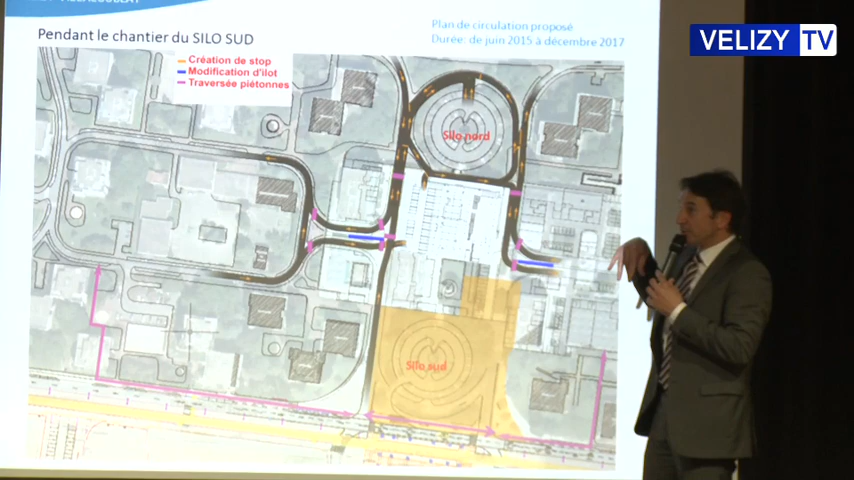 Pendant le chantier du SILO SUD
Plan de circulation proposé
Durée: de juin 2015 à décembre 2017
VELIZY TV
Création de stop
Modification d'ilot
Traversée piétonnes
Silo nord
Silo sud